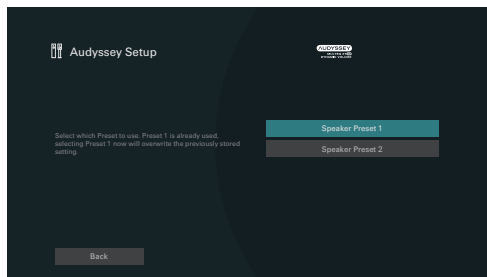 Audyssey Setup
AUDYSSEY
Select which Preset to use. Preset 1 is already used,
selecting Preset 1 now will overwrite the previously stored
setting.
Speaker Preset 1
Speaker Preset 2
Back